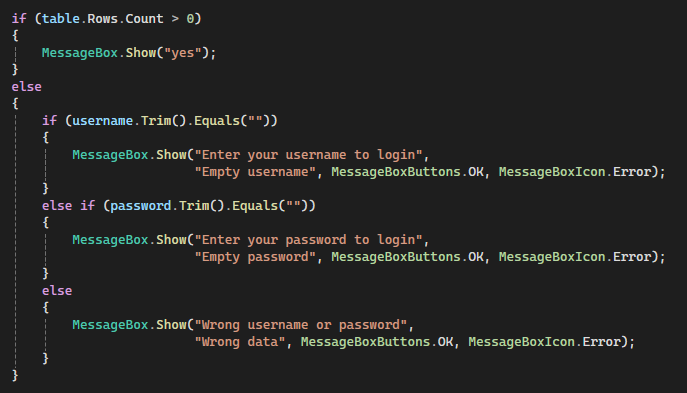 if (table.Rows.Count > 0)
{
    MessageBox.Show("yes");
}
else
{
    if (username.Trim().Equals(""))
    {
        MessageBox.Show("Enter your username to login",
                        "Empty username", MessageBoxButtons.OK, MessageBoxIcon.Error);
    }
    else if (password.Trim().Equals(""))
    {
        MessageBox.Show("Enter your password to login",
                        "Empty password", MessageBoxButtons.OK, MessageBoxIcon.Error);
    }
    else
    {
        MessageBox.Show("Wrong username or password",
                        "Wrong data", MessageBoxButtons.OK, MessageBoxIcon.Error);
    }
}